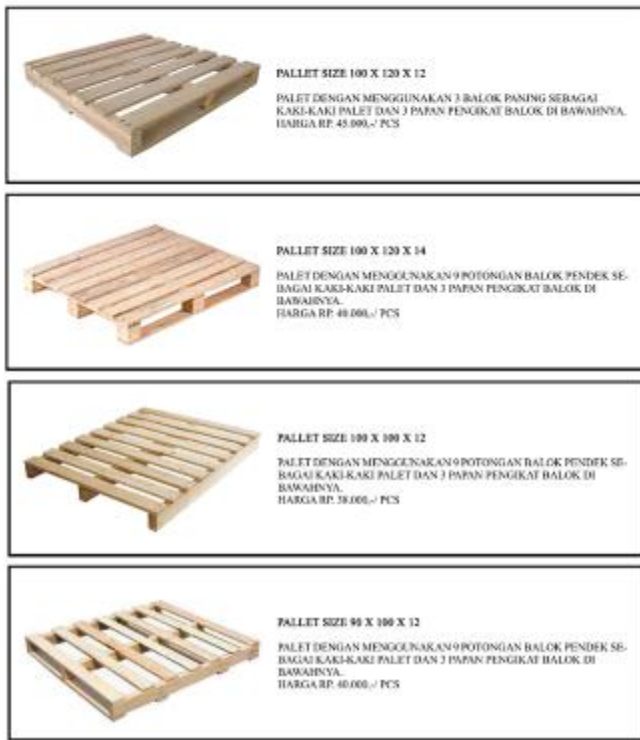 PALLET SIZE 100 X 120 X 12
PALET DENGAN MENGGUNAKAN 3 BALOK PANING SEBAGAI
KAKI-KAKI PALET DAN 3 PAPAN PENGIKAT BALOK DI BAWAHNYA.
HARGA RP. 45.000,-/ PCS
PALLET SIZE 100 X 120 X 14
PALET DENGAN MENGGUNAKAN 9 POTONGAN BALOK PENDEK SE-
BAGAI KAKI-KAKI PALET DAN 3 PAPAN PENGIKAT BALOK DI
BAWAHNYA.
HARGA RP. 40.000,-/ PCS
PALLET SIZE 100 X 100 X 12
PALET DENGAN MENGGUNAKAN 9 POTONGAN BALOK PENDEK SE-
BAGAI KAKI-KAKI PALET DAN 3 PAPAN PENGIKAT BALOK DI
BAWAHNYA.
HARGA RP. 38.000,-/ PCS
PALLET SIZE 90 X 100 X 12
PALET DENGAN MENGGUNAKAN 9 POTONGAN BALOK PENDEK SE-
BAGAI KAKI-KAKI PALET DAN 3 PAPAN PENGIKAT BALOK DI
BAWAHNYA.
HARGA RP. 40.000,-/ PCS